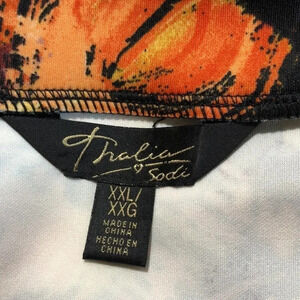 Thalia
Sodi
XXL/
XXG
MADE IN
CHINA
HECHO EN
CHINA